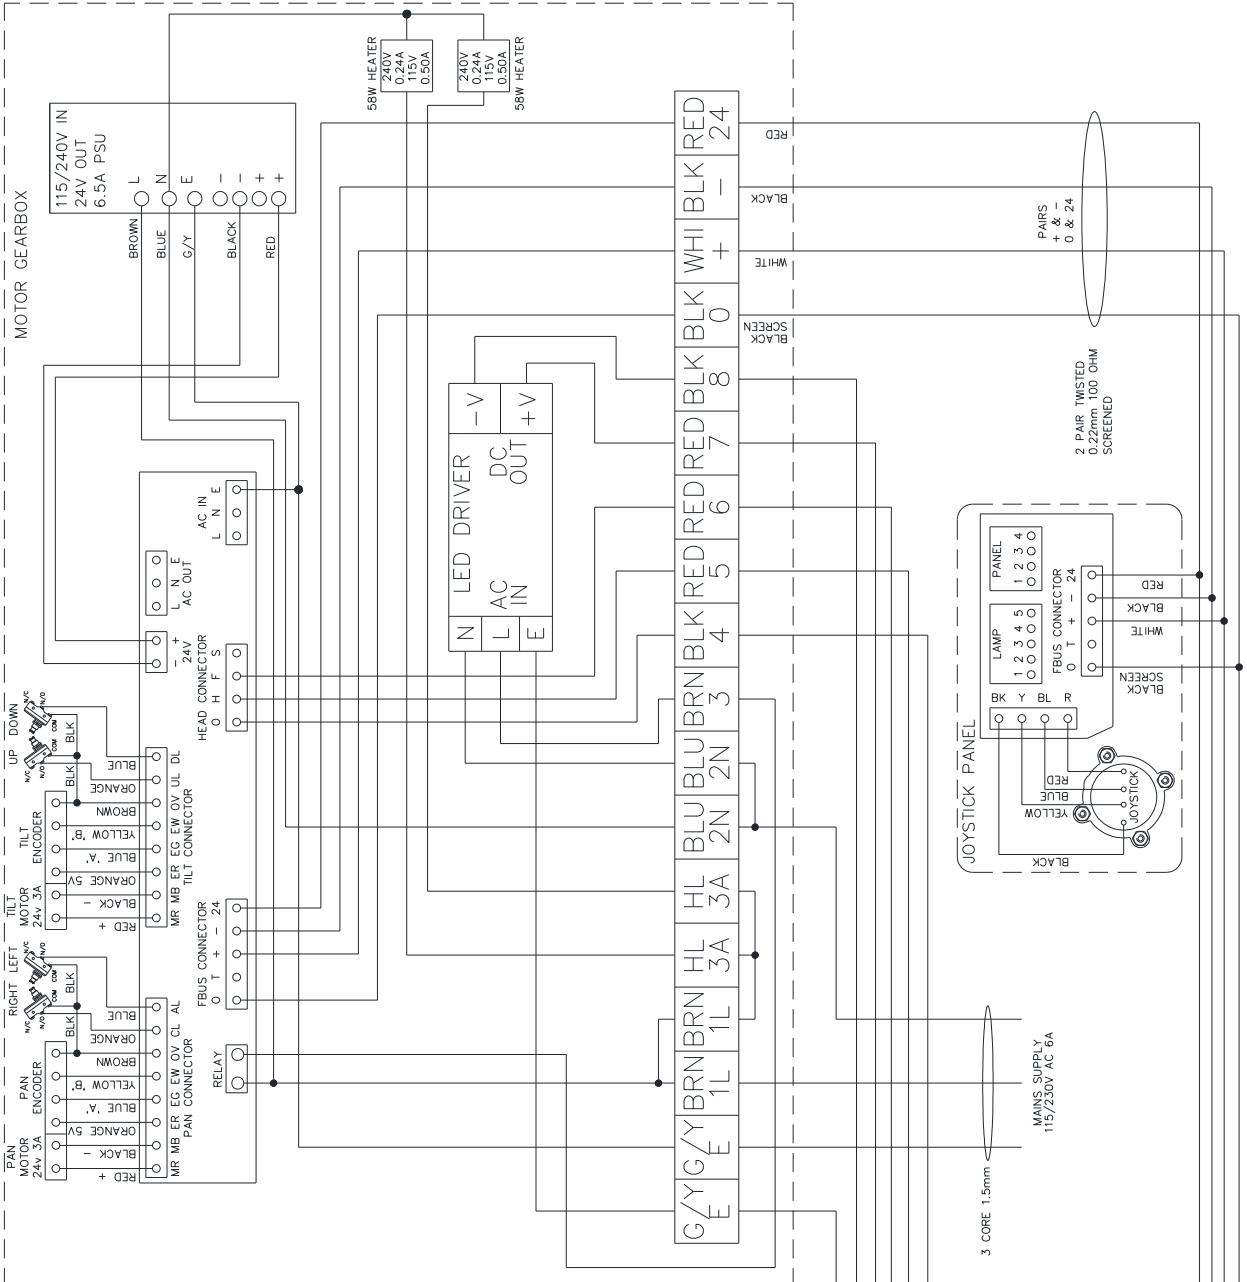 MOTOR GEARBOX
115/240V IN
24V OUT
6.5A PSU
L
N
E
-
-
+
+
BROWN
BLUE
G/Y
BLACK
RED
58W HEATER
240V
0.24A
115V
0.50A
240V
0.24A
115V
0.50A
58W HEATER
RED 24
BLK -
WHI +
BLK 0
BLK 8
RED 7
RED 6
RED 5
BLK 4
BRN 3
BLU 2N
BLU 2N
HL 3A
HL 3A
BRN 1L
BRN 1L
G/Y E
G/Y E
RED
BLACK
WHITE
BLACK
SCREEN
PAIRS
+ & -
0 & 24
2 PAIR TWISTED
0.22mm 100 OHM
SCREENED
LED DRIVER
-V
+V
DC
OUT
AC
IN
N
L
E
AC IN
L N E
L N E
AC OUT
- +
24V
HEAD CONNECTOR
O H F S
UP DOWN
N/C
N/O
COM
BLK
N/C
N/O
COM
BLK
BLUE
ORANGE
BROWN
YELLOW 'B'
BLUE 'A'
ORANGE 5V
BLACK -
RED +
TILT
ENCODER
TILT
MOTOR
24v 3A
MR MB ER EG EW OV UL DL
TILT CONNECTOR
FBUS CONNECTOR
O T + - 24
RIGHT LEFT
N/C
N/O
COM
BLK
N/C
N/O
COM
BLK
BLUE
ORANGE
BROWN
YELLOW 'B'
BLUE 'A'
ORANGE 5V
BLACK -
RED +
PAN
ENCODER
PAN
MOTOR
24v 3A
MR MB ER EG EW OV CL AL
PAN CONNECTOR
RELAY
JOYSTICK PANEL
PANEL
1 2 3 4
LAMP
1 2 3 4 5
FBUS CONNECTOR
O T + - 24
RED
BLACK
WHITE
BLACK
SCREEN
BK Y BL R
RED
BLUE
YELLOW
BLACK
JOYSTICK
MAINS SUPPLY
115/230V AC 6A
3 CORE 1.5mm